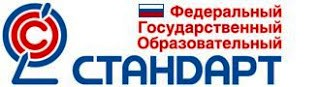 Федеральный
Государственный
Образовательный
СТАНДАРТ